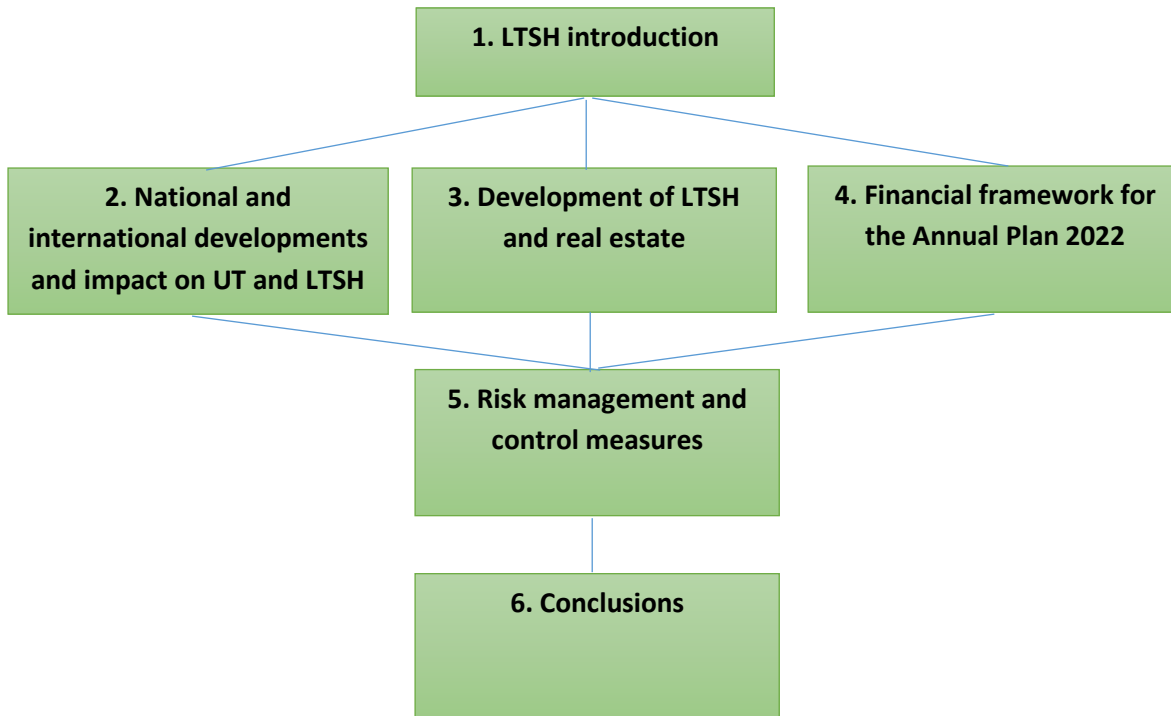 1. LTSH introduction
2. National and
international developments
and impact on UT and LTSH
3. Development of LTSH
and real estate
4. Financial framework for
the Annual Plan 2022
5. Risk management and
control measures
6. Conclusions